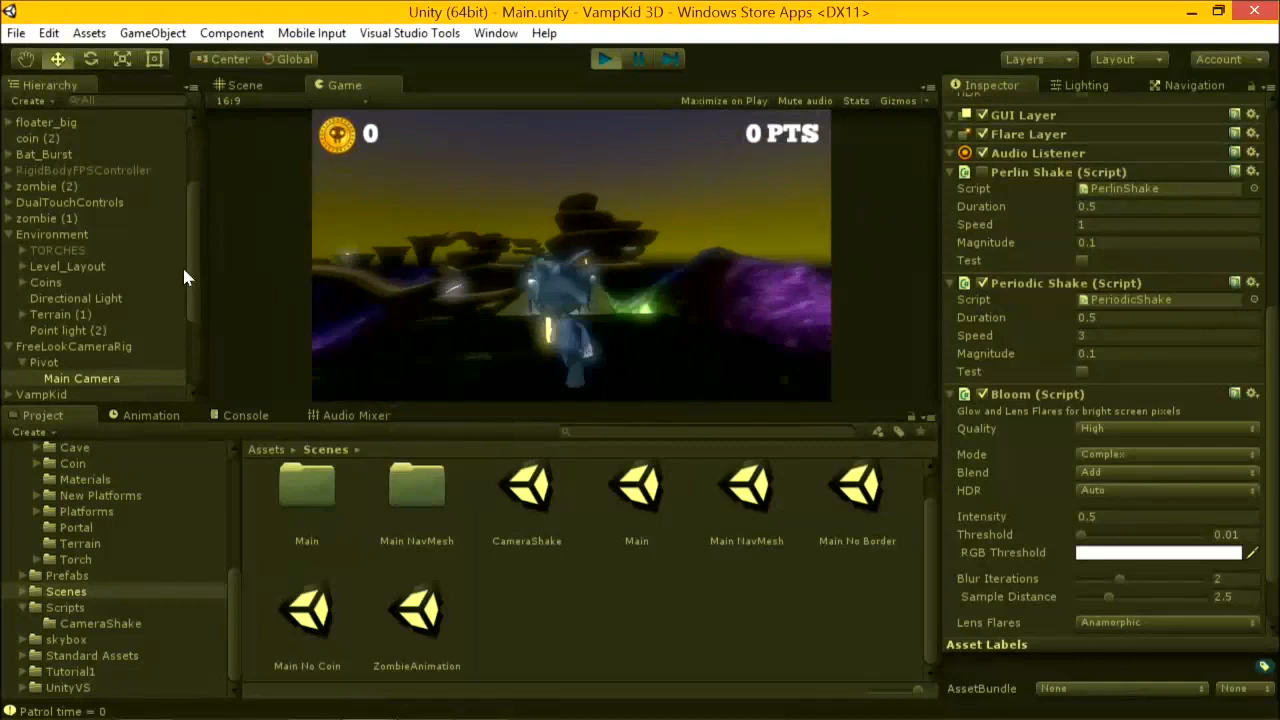 Unity (64bit) - Main.unity - VampKid 3D - Windows Store Apps <DX11>
File Edit Assets GameObject Component Mobile Input Visual Studio Tools Window Help
Center Global Layers Layout Account
Hierarchy Scene Game Inspector Lighting Navigation
Create All 16:9 Maximize on Play Mute audio Stats Gizmos
floater_big
coin (2)
Bat_Burst
RigidBodyFPSController
zombie (2)
DualTouchControls
zombie (1)
Environment
TORCHES
Level_Layout
Coins
Directional Light
Terrain (1)
Point light (2)
FreeLookCameraRig
Pivot
Main Camera
VampKid
0 0 PTS
GUI Layer
Flare Layer
Audio Listener
Perlin Shake (Script)
Script PerlinShake
Duration 0.5
Speed 1
Magnitude 0.1
Test
Periodic Shake (Script)
Script PeriodicShake
Duration 0.5
Speed 3
Magnitude 0.1
Test
Bloom (Script)
Glow and Lens Flares for bright screen pixels
Quality High
Mode Complex
Blend Add
HDR Auto
Intensity 0.5
Threshold 0.01
RGB Threshold
Blur Iterations 2
Sample Distance 2.5
Lens Flares Anamorphic
Asset Labels
AssetBundle None None
Project Animation Console Audio Mixer
Create
Cave
Coin
Materials
New Platforms
Platforms
Portal
Terrain
Torch
Prefabs
Scenes
Scripts
CameraShake
skybox
Standard Assets
Tutorial1
UnityVS
Assets Scenes
Main Main NavMesh CameraShake Main Main NavMesh Main No Border
Main No Coin ZombieAnimation
Patrol time = 0